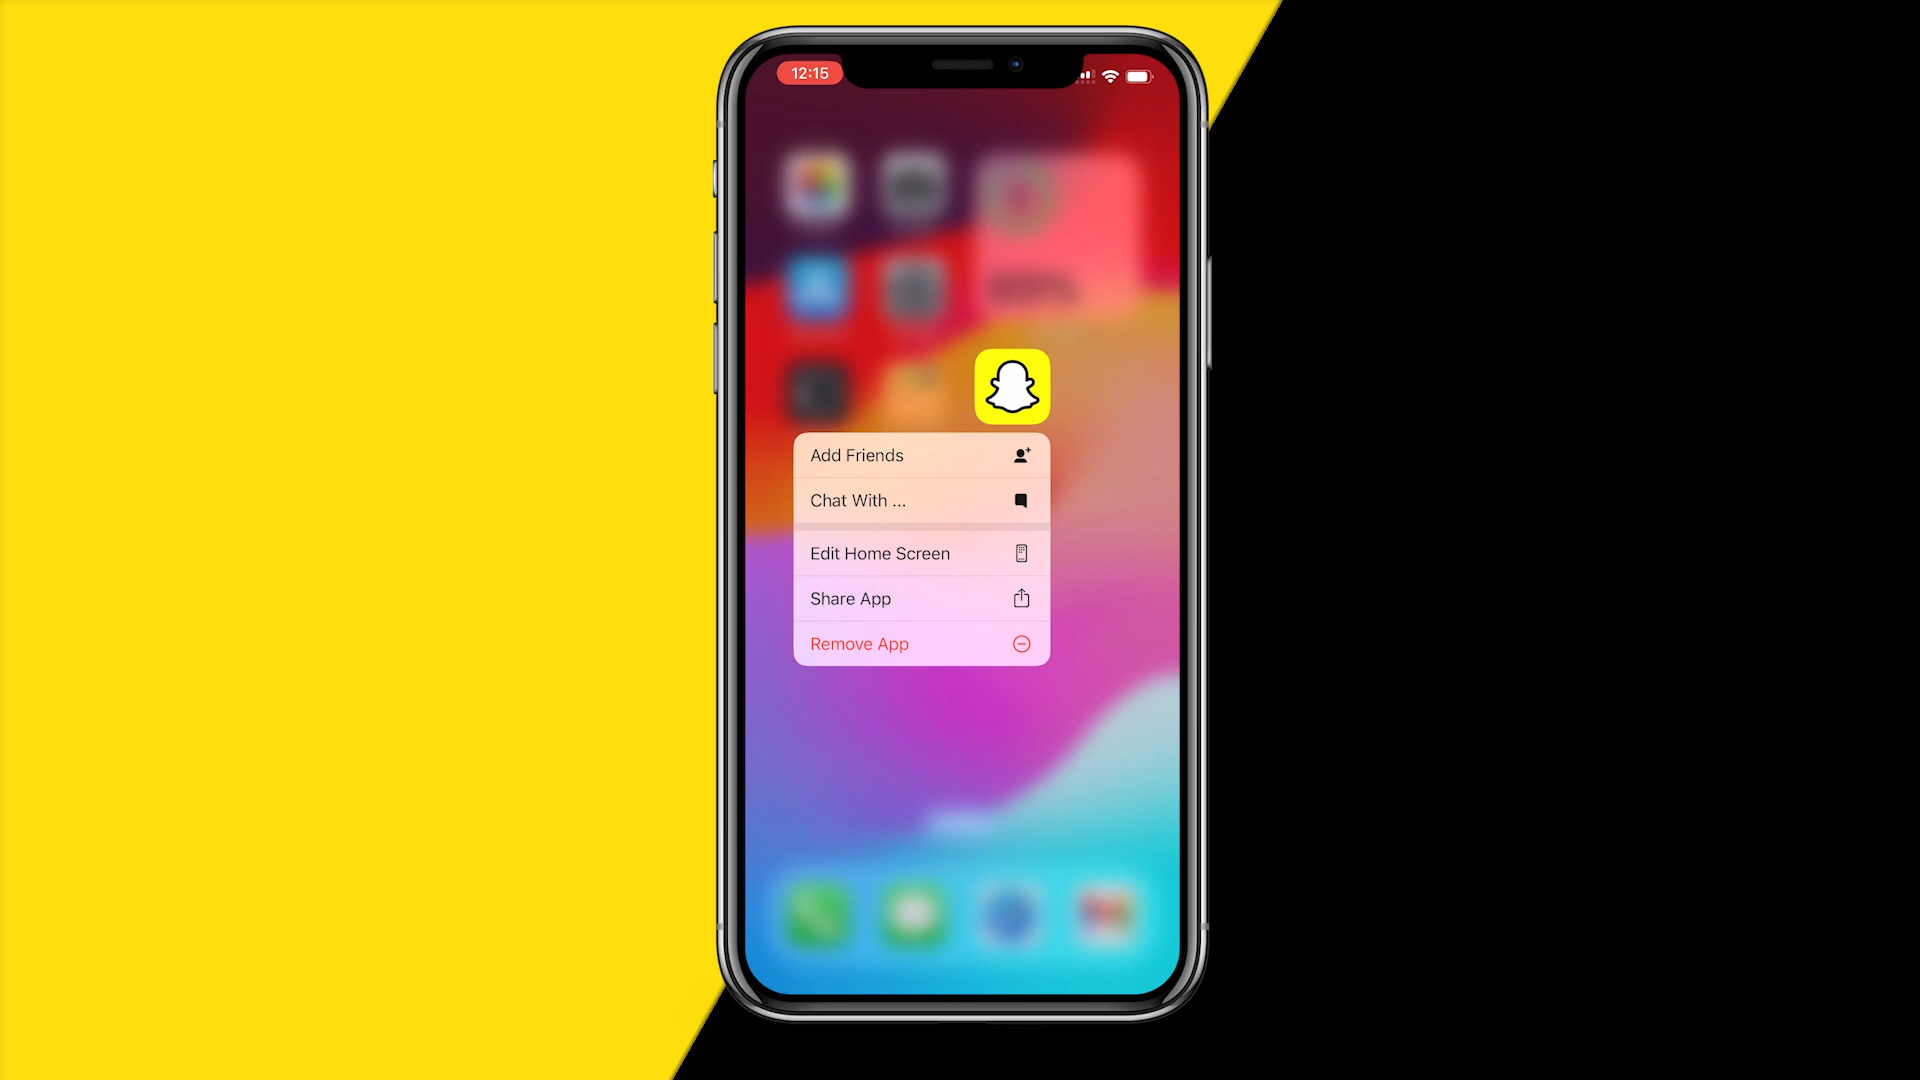 12:15
Add Friends
Chat With ...
Edit Home Screen
Share App
Remove App